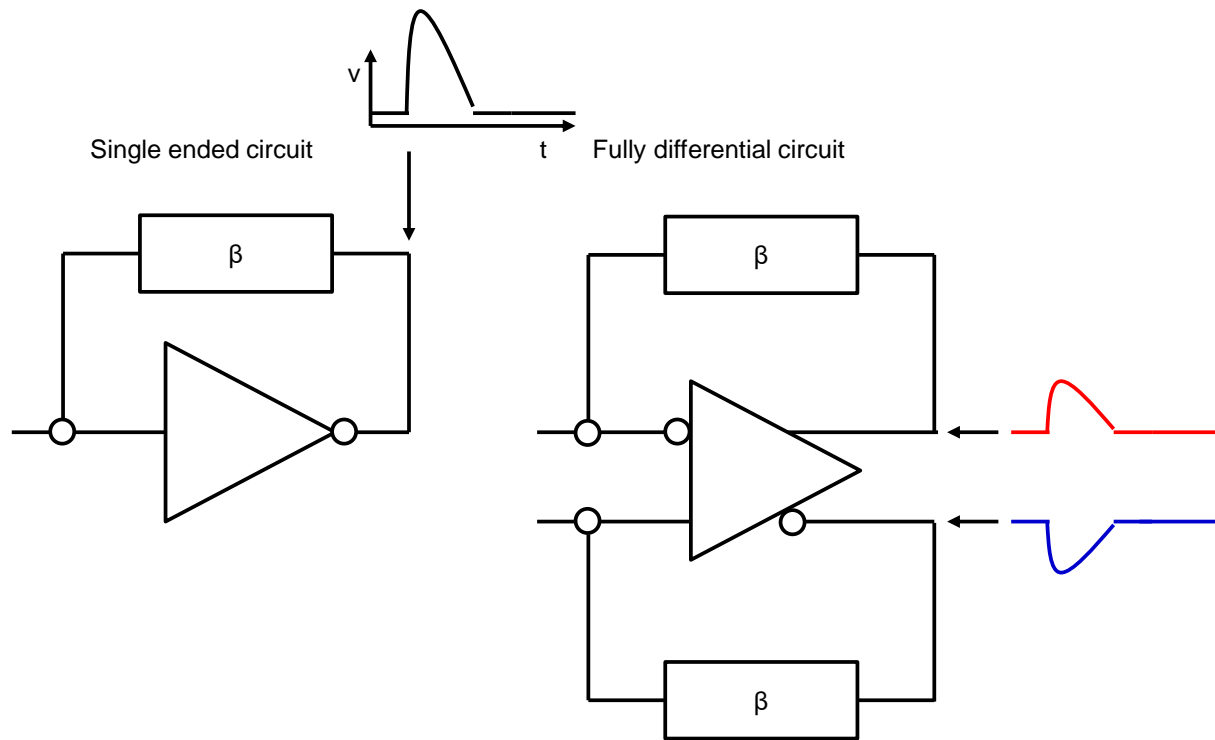 v
t
Single ended circuit
Fully differential circuit
β
β
β